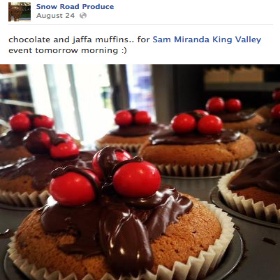 Snow Road Produce
August 24
chocolate and jaffa muffins.. for Sam Miranda King Valley
event tomorrow morning :)